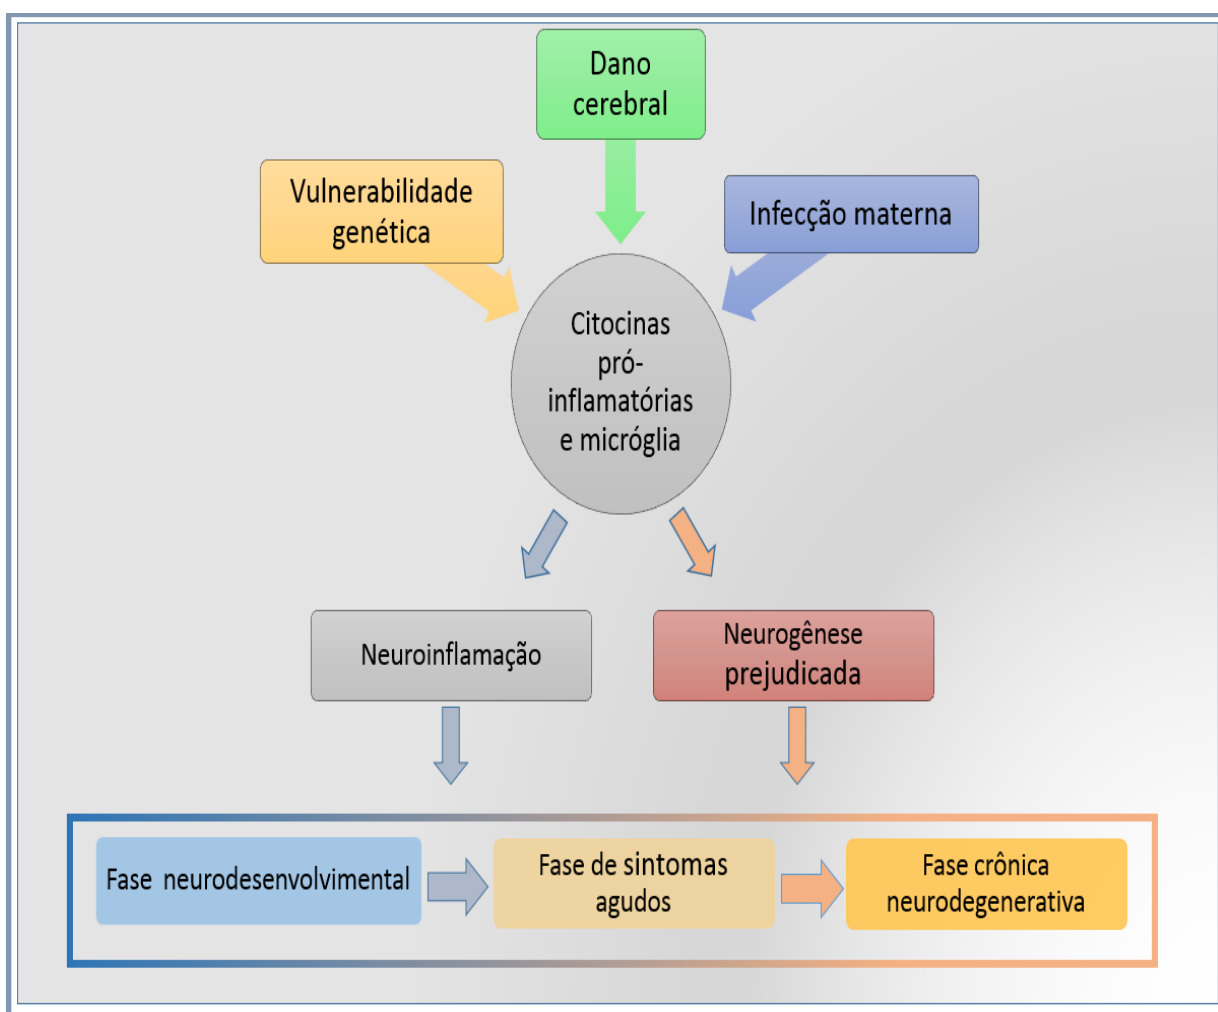 Dano
cerebral
Vulnerabilidade
genética
Infecção materna
Citocinas
pró-
inflamatórias
e micróglia
Neuroinflamação
Neurogênese
prejudicada
Fase neurodesenvolvimental
Fase de sintomas
agudos
Fase crônica
neurodegenerativa